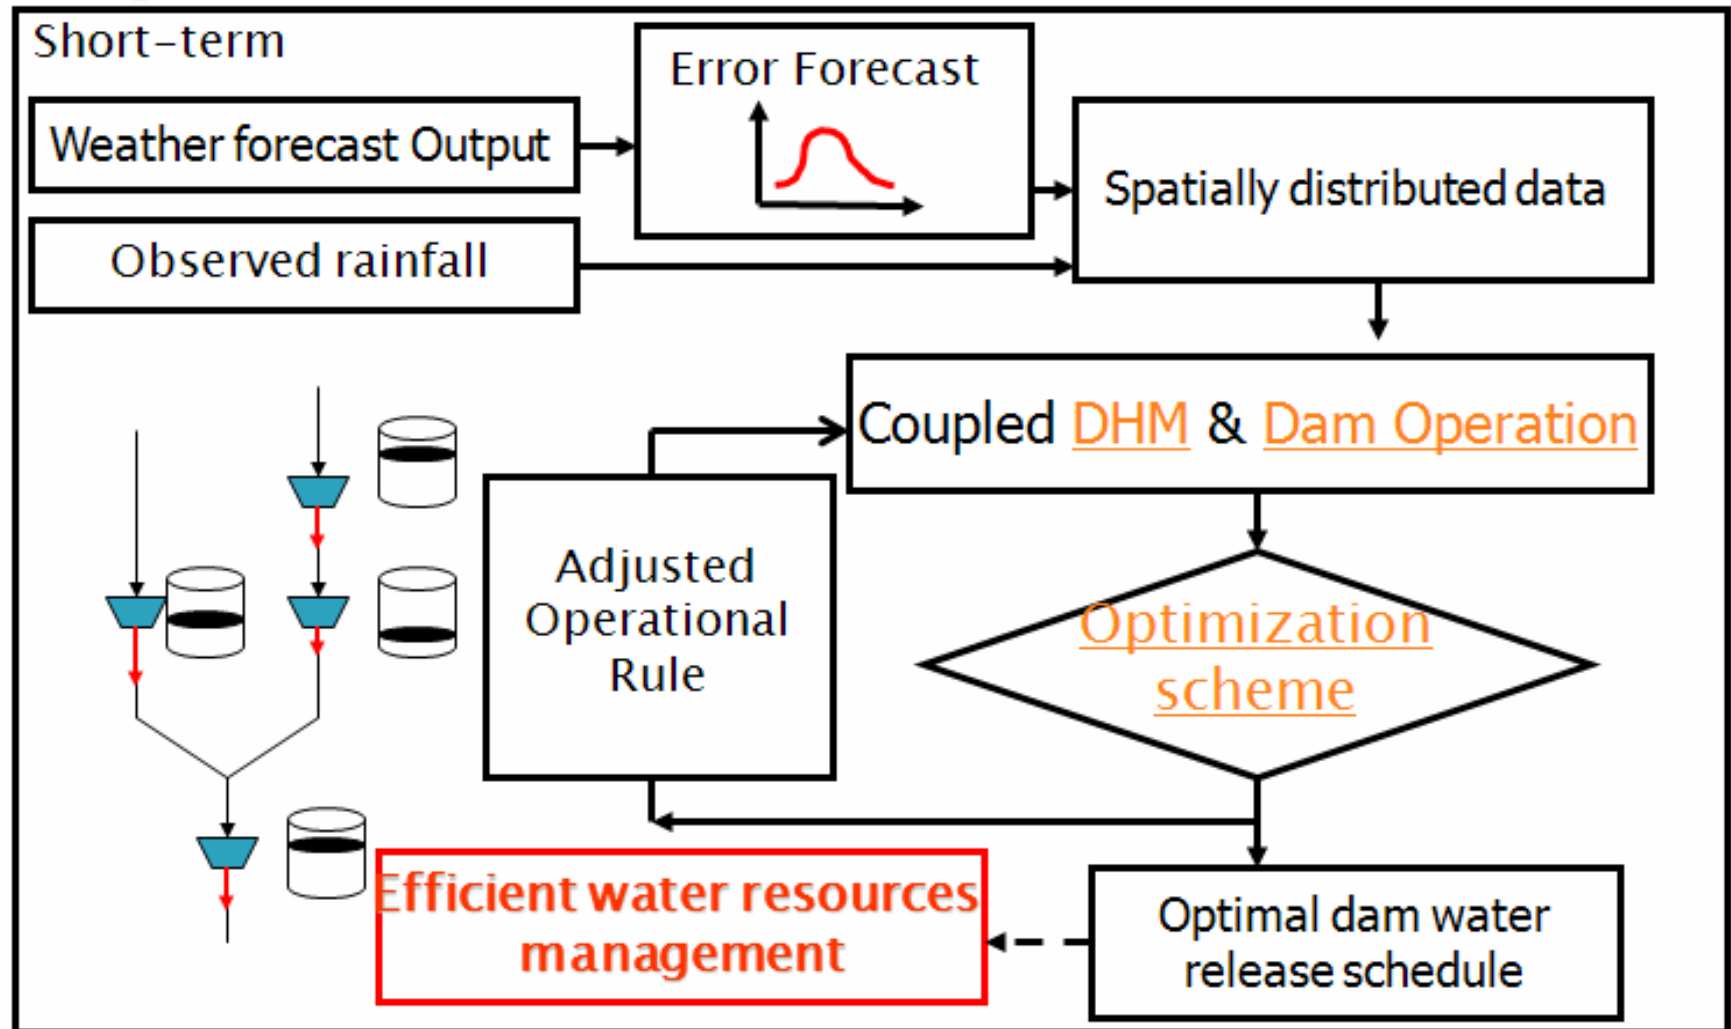 Short-term
Error Forecast
Weather forecast Output
Spatially distributed data
Observed rainfall
Coupled DHM & Dam Operation
Adjusted
Operational
Rule
Optimization
scheme
Efficient water resources
management
Optimal dam water
release schedule